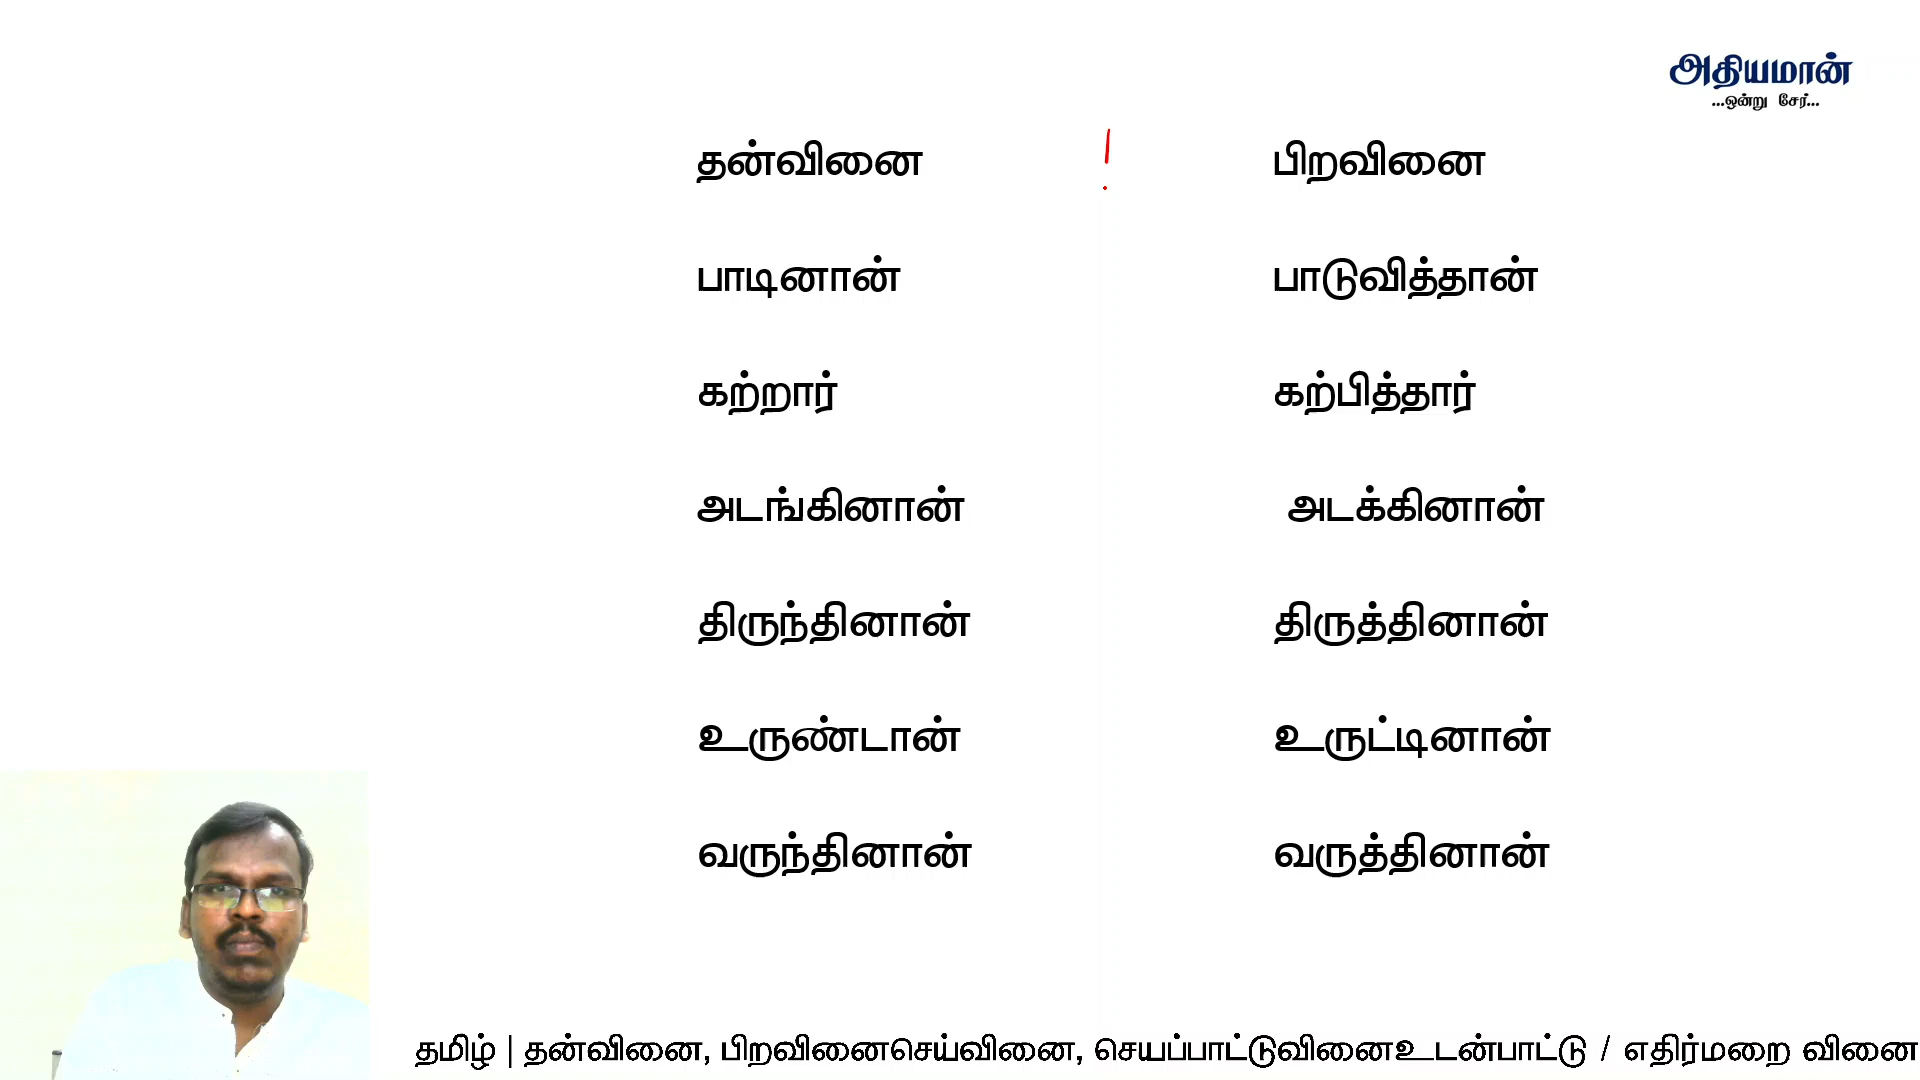 அதியமான்
...ஒன்று சேர்...
தன்வினை பிறவினை
பாடினான் பாடுவித்தான்
கற்றார் கற்பித்தார்
அடங்கினான் அடக்கினான்
திருந்தினான் திருத்தினான்
உருண்டான் உருட்டினான்
வருந்தினான் வருத்தினான்
தமிழ் | தன்வினை, பிறவினைசெய்வினை, செயப்பாட்டுவினைஉடன்பாட்டு / எதிர்மறை வினை